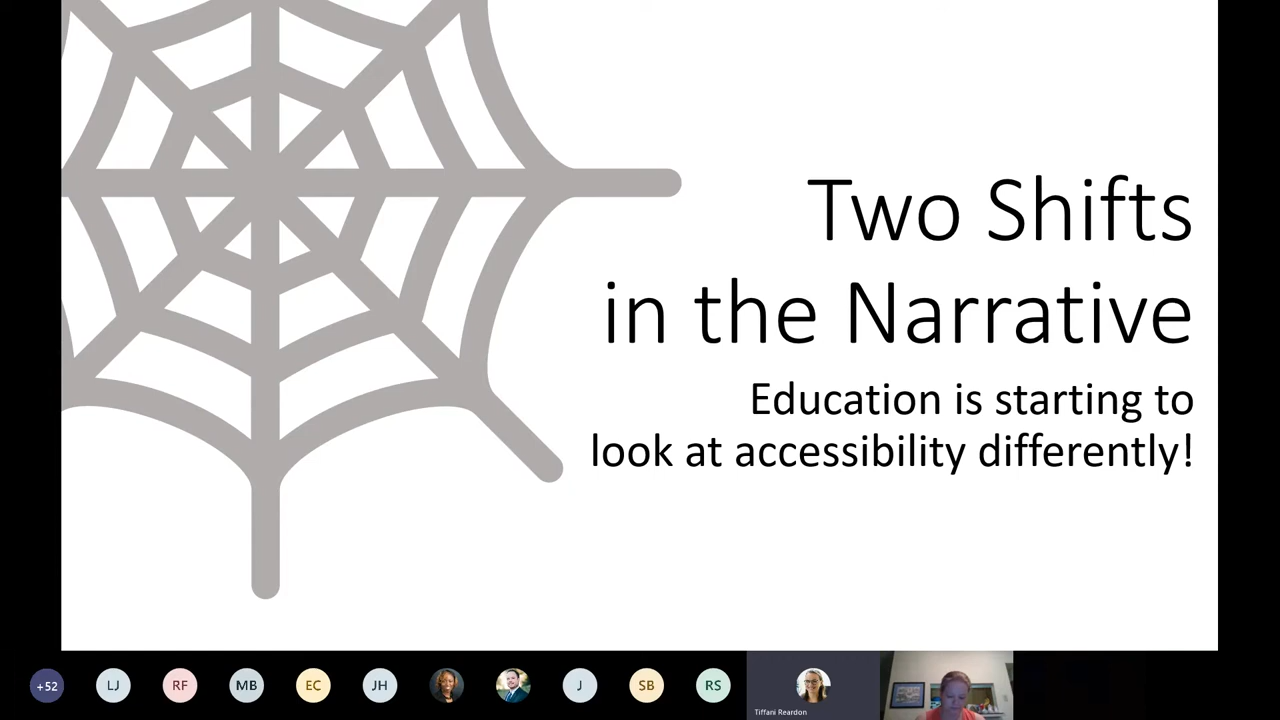 Two Shifts
in the Narrative
Education is starting to
look at accessibility differently!
+52
LJ
RF
MB
EC
JH
J
SB
RS
Tiffani Reardon